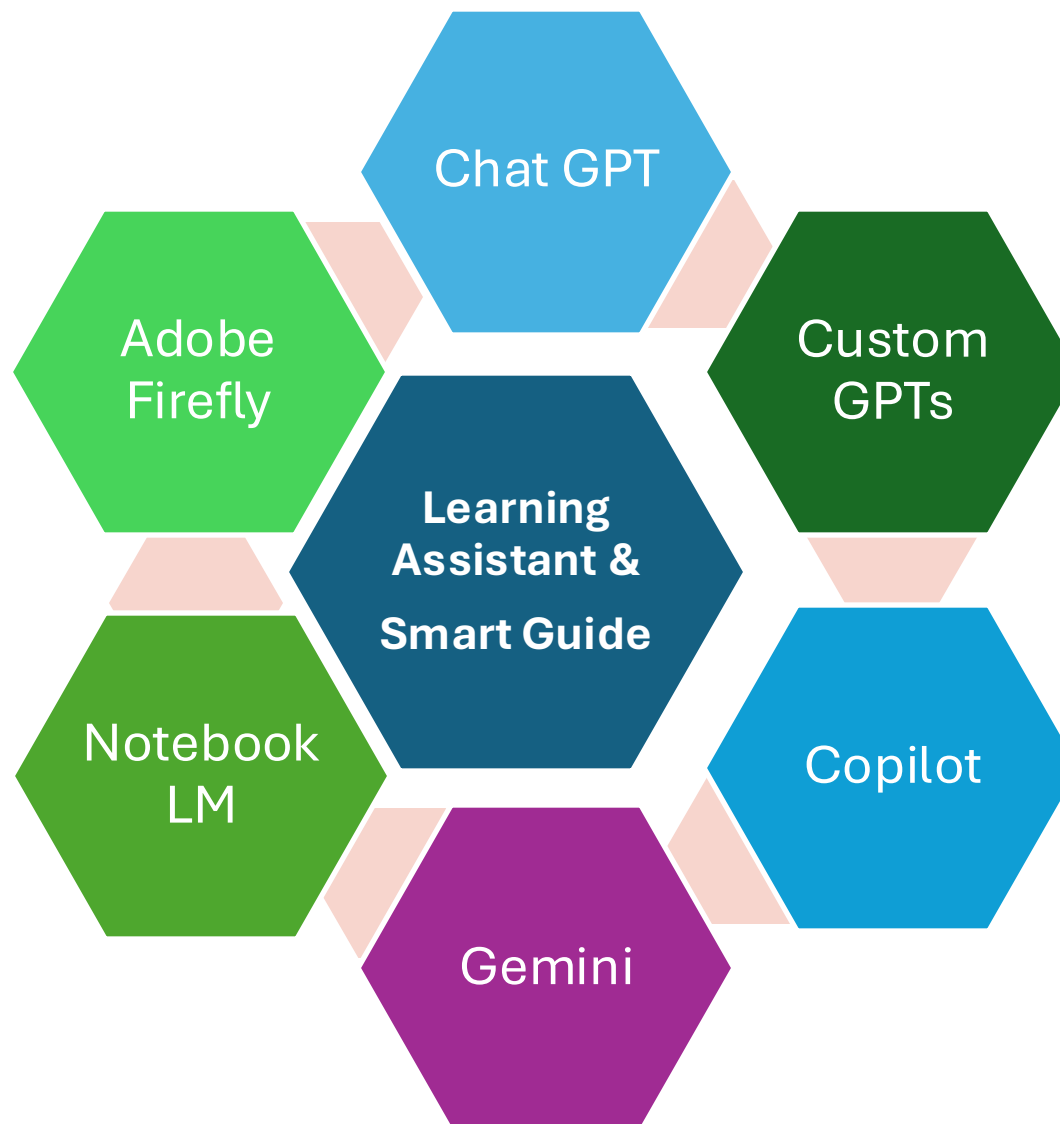 Chat GPT
Adobe
Firefly
Custom
GPTs
Learning
Assistant &
Smart Guide
Notebook
LM
Copilot
Gemini